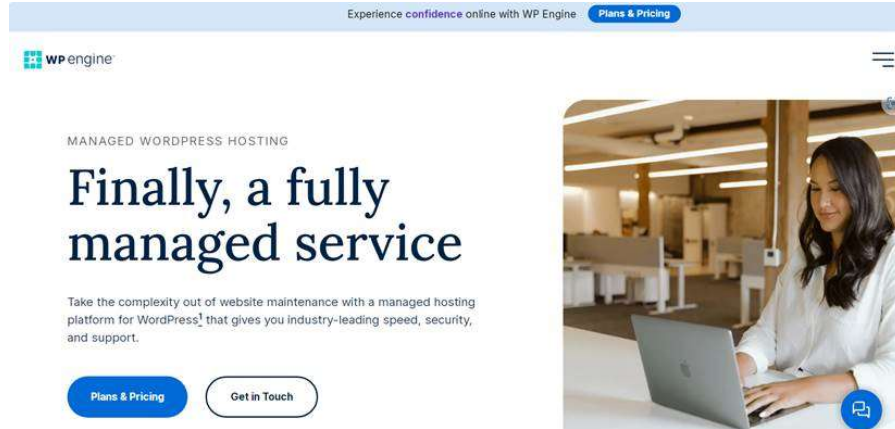 Experience confidence online with WP Engine Plans & Pricing
WP engine
MANAGED WORDPRESS HOSTING
Finally, a fully
managed service
Take the complexity out of website maintenance with a managed hosting
platform for WordPress¹ that gives you industry-leading speed, security,
and support.
Plans & Pricing Get in Touch